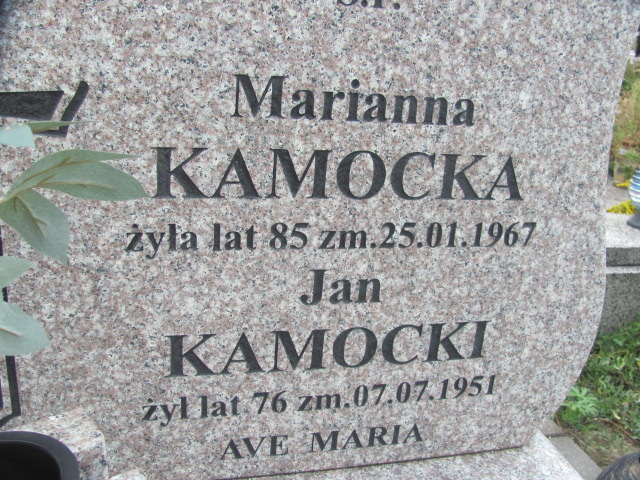 Ś.P.
Marianna
KAMOCKA
żyła lat 85 zm.25.01.1967
Jan
KAMOCKI
żył lat 76 zm.07.07.1951
AVE MARIA